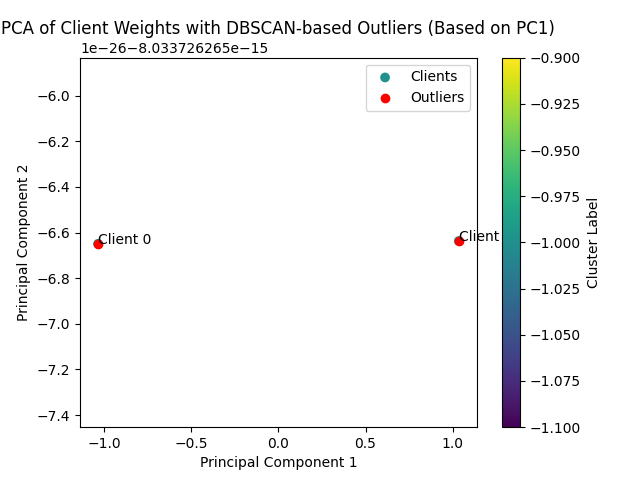 PCA of Client Weights with DBSCAN-based Outliers (Based on PC1)
1e−26−8.033726265e−15
Clients
Outliers
−6.0
−6.2
−6.4
−6.6
−6.8
−7.0
−7.2
−7.4
Principal Component 2
Client 0
Client
−1.0
−0.5
0.0
0.5
1.0
Principal Component 1
−0.900
−0.925
−0.950
−0.975
−1.000
−1.025
−1.050
−1.075
−1.100
Cluster Label